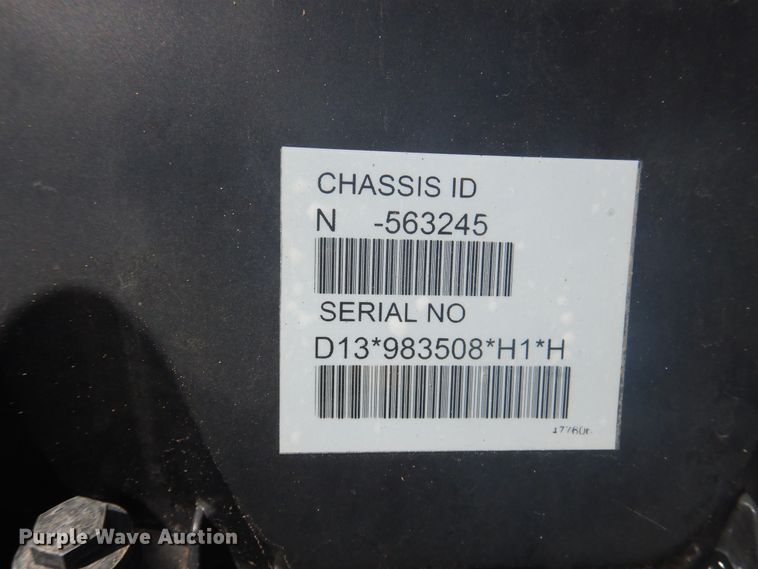 CHASSIS ID
N -563245
SERIAL NO
D13*983508*H1*H
Purple Wave Auction